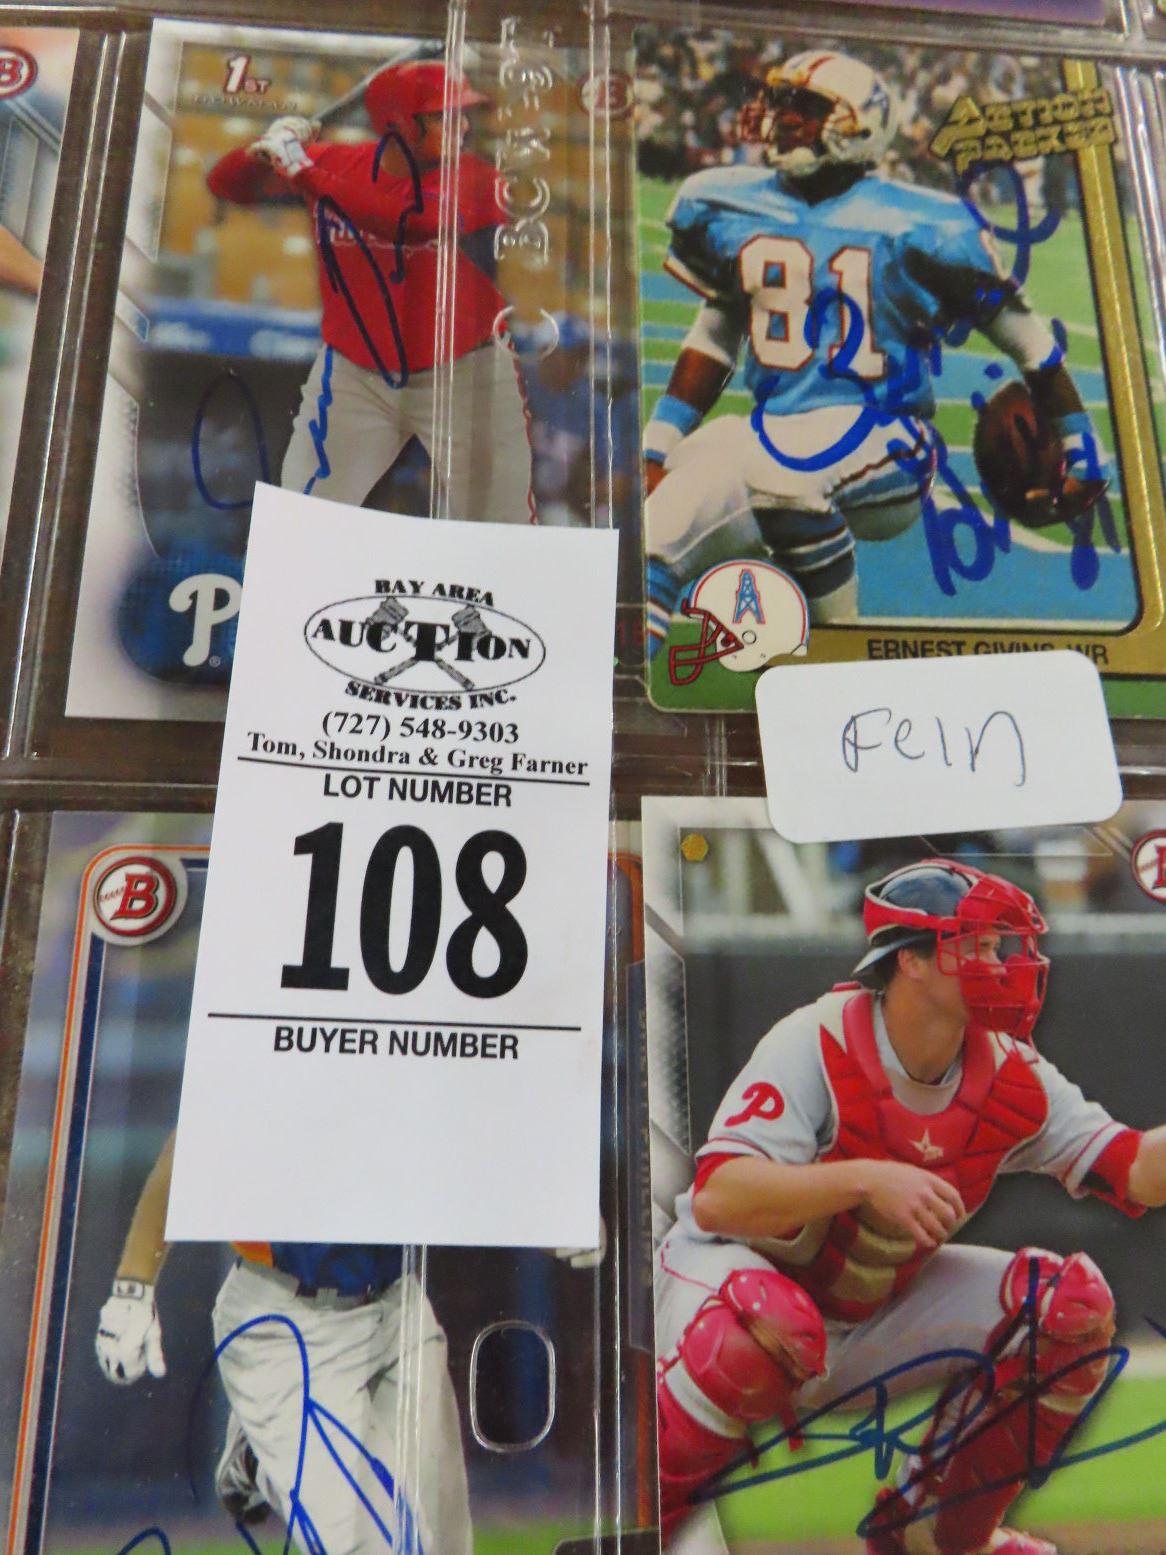 1ST
BOWMAN
B
ACTION
PACKED
81
P
ERNEST GIVINS WR
Fein
BAY AREA
AUCTION
SERVICES INC.
(727) 548-9303
Tom, Shondra & Greg Farner
LOT NUMBER
108
BUYER NUMBER
B
P